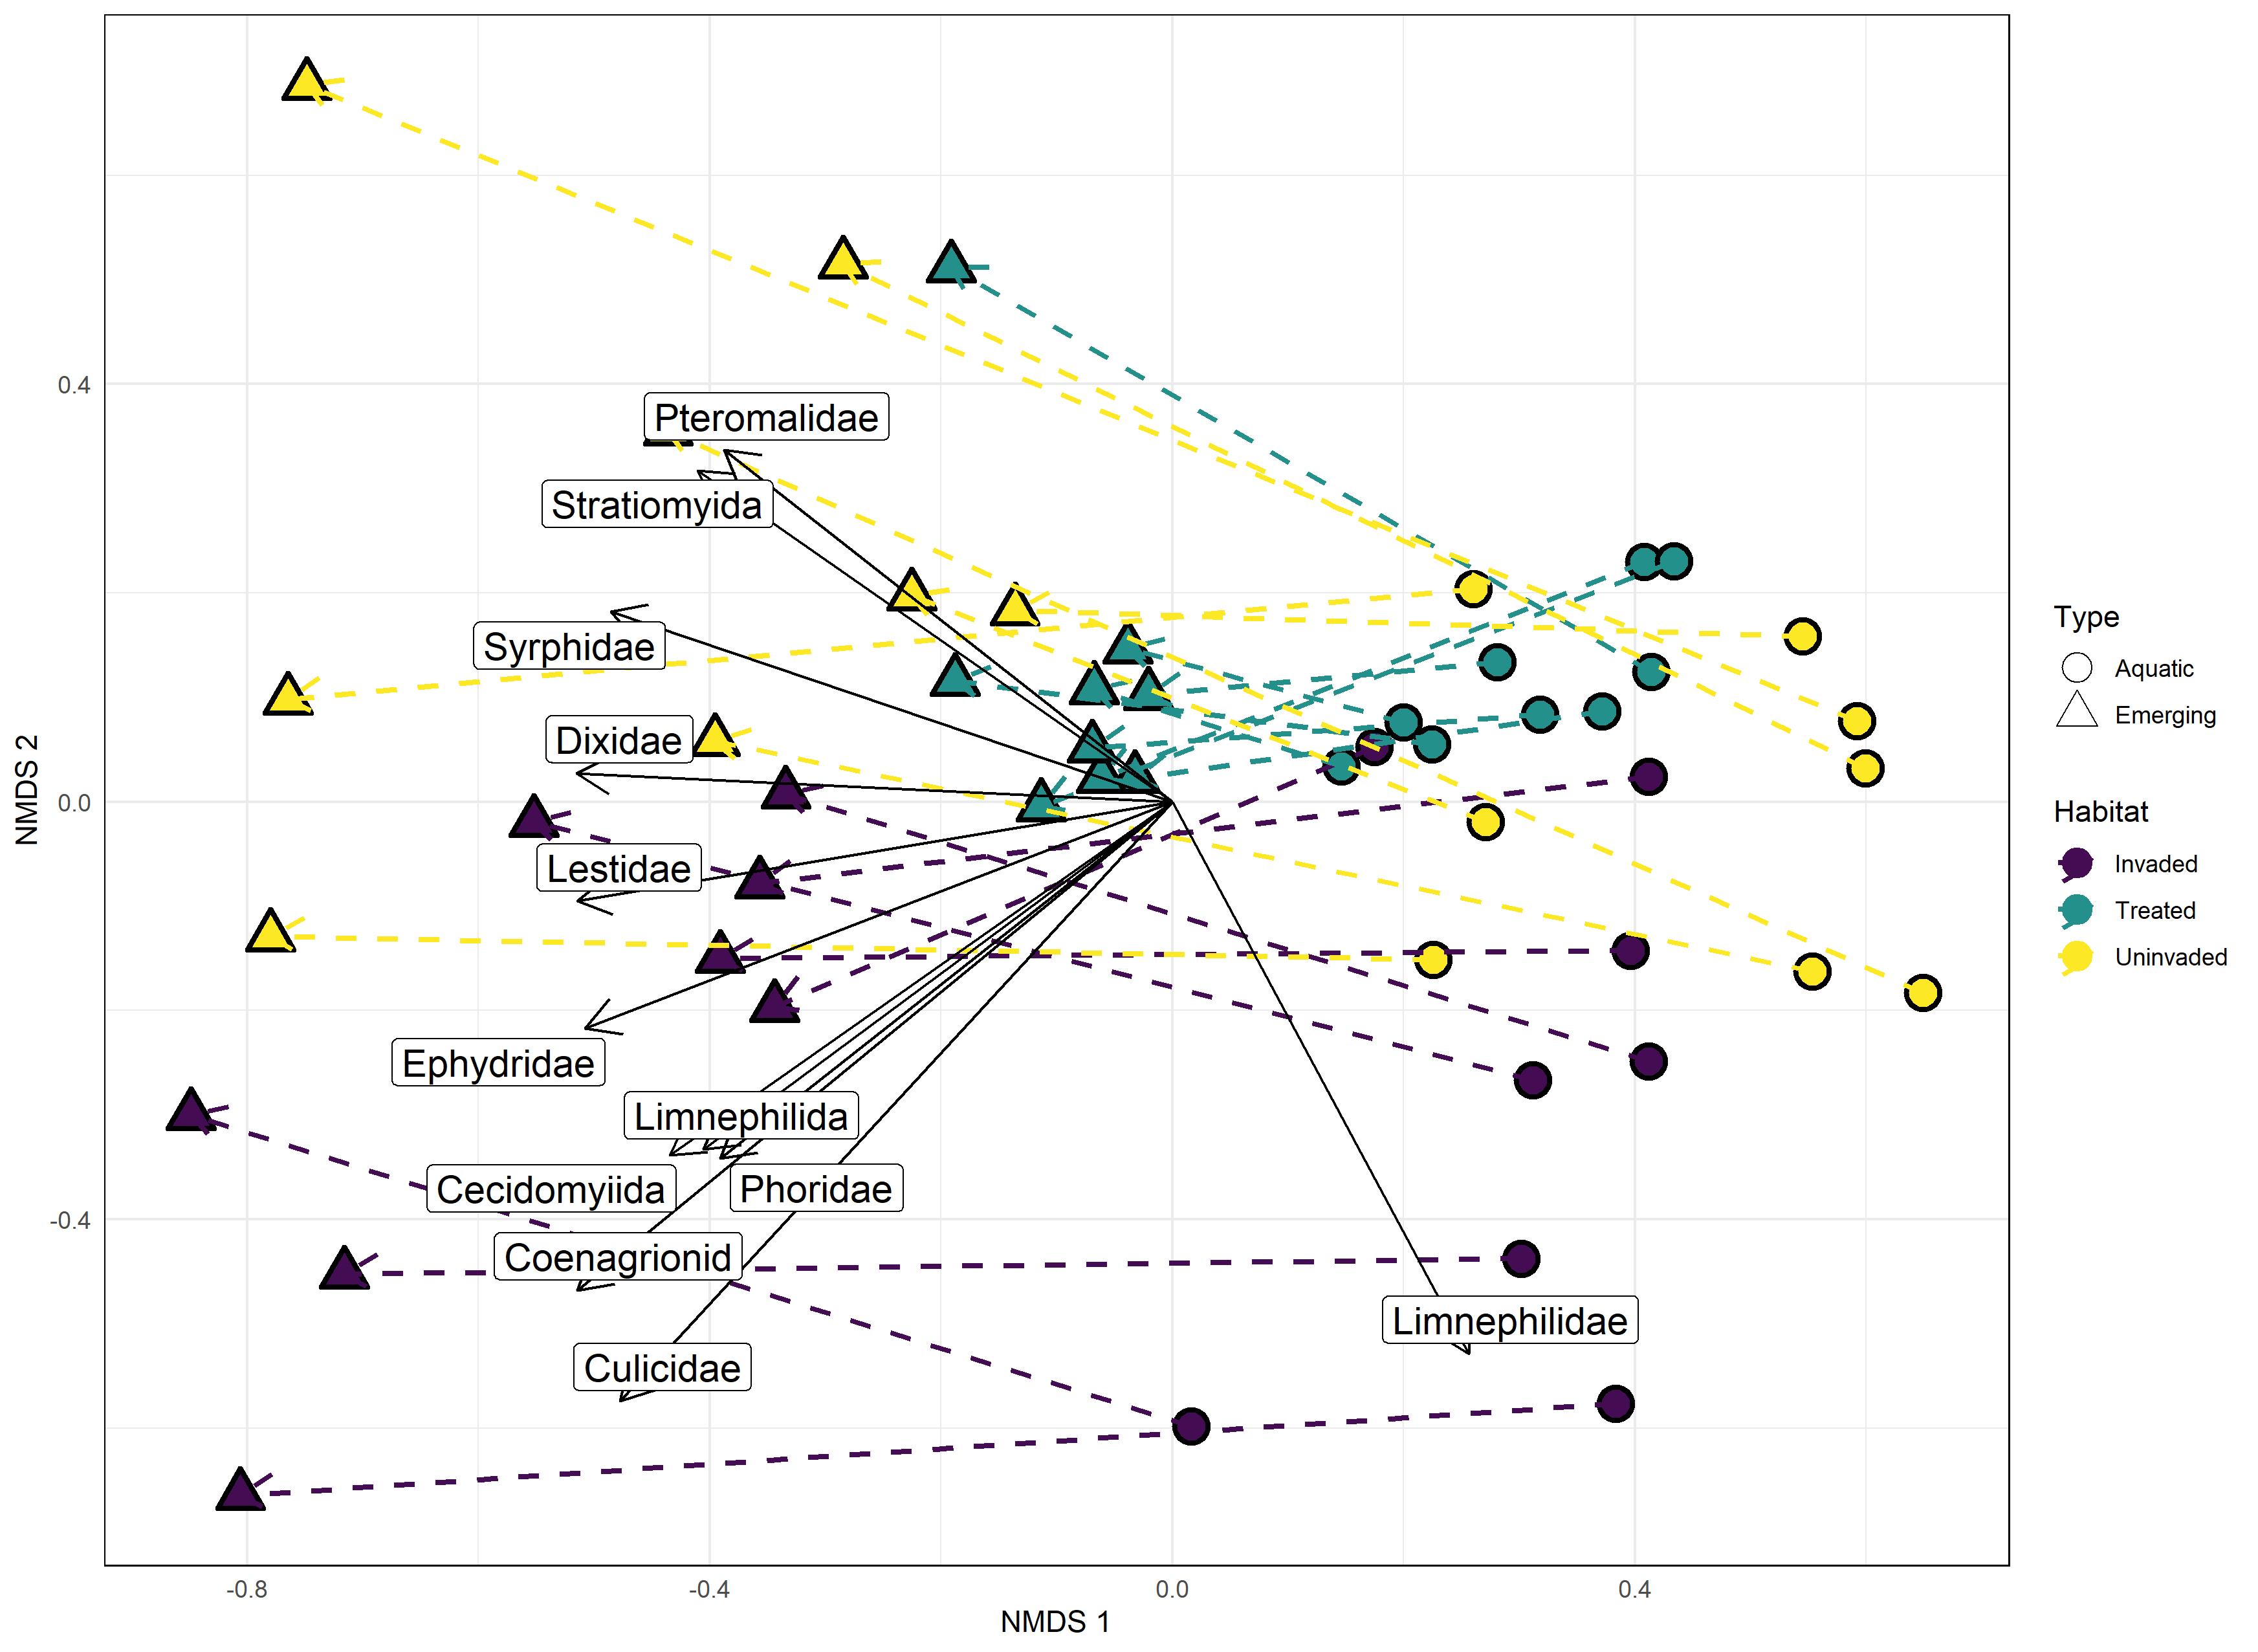 0.4
0.0
-0.4
NMDS 2
Pteromalidae
Stratiomyida
Syrphidae
Dixidae
Lestidae
Ephydridae
Limnephilida
Cecidomyiida
Phoridae
Coenagrionid
Limnephilidae
Culicidae
-0.8
-0.4
0.0
0.4
NMDS 1
Type
Aquatic
Emerging
Habitat
Invaded
Treated
Uninvaded